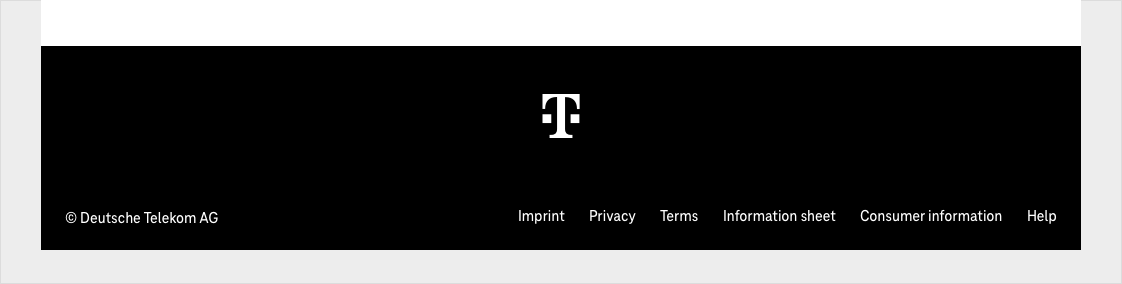 T
© Deutsche Telekom AG
Imprint Privacy Terms Information sheet Consumer information Help